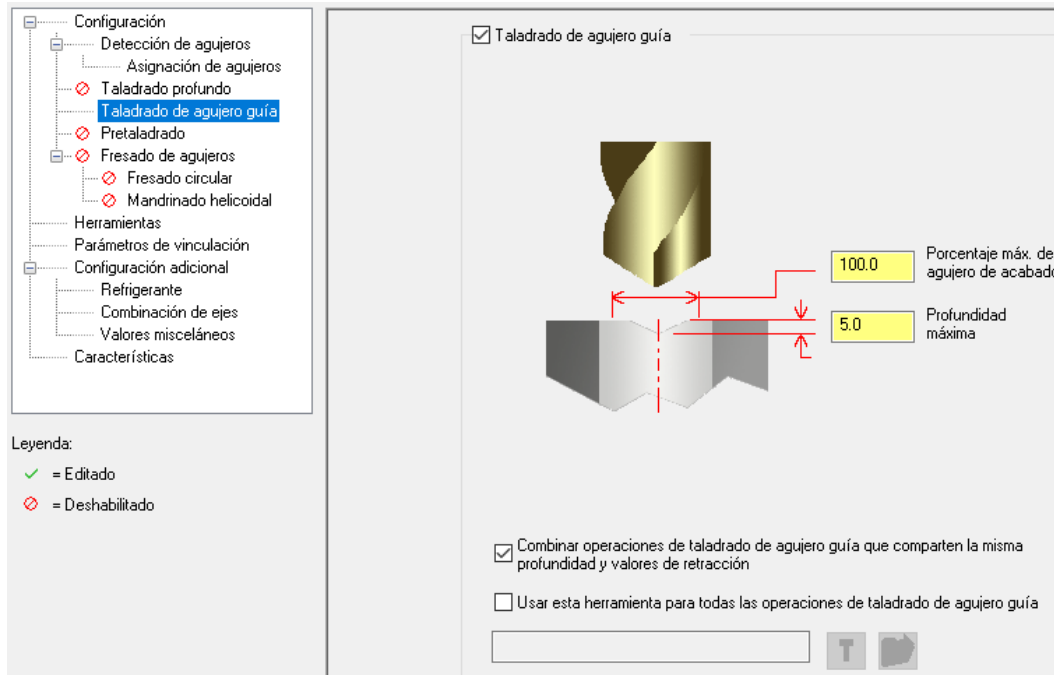 Configuración
Detección de agujeros
Asignación de agujeros
Taladrado profundo
Taladrado de agujero guía
Pretaladrado
Fresado de agujeros
Fresado circular
Mandrinado helicoidal
Herramientas
Parámetros de vinculación
Configuración adicional
Refrigerante
Combinación de ejes
Valores misceláneos
Características
Leyenda:
= Editado
= Deshabilitado
Taladrado de agujero guía
100.0
Porcentaje máx. de
agujero de acabado
5.0
Profundidad
máxima
Combinar operaciones de taladrado de agujero guía que comparten la misma
profundidad y valores de retracción
Usar esta herramienta para todas las operaciones de taladrado de agujero guía
T